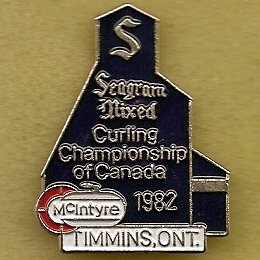 S
Seagram
Mixed
Curling
Championship
of Canada
McIntyre 1982
TIMMINS, ONT.